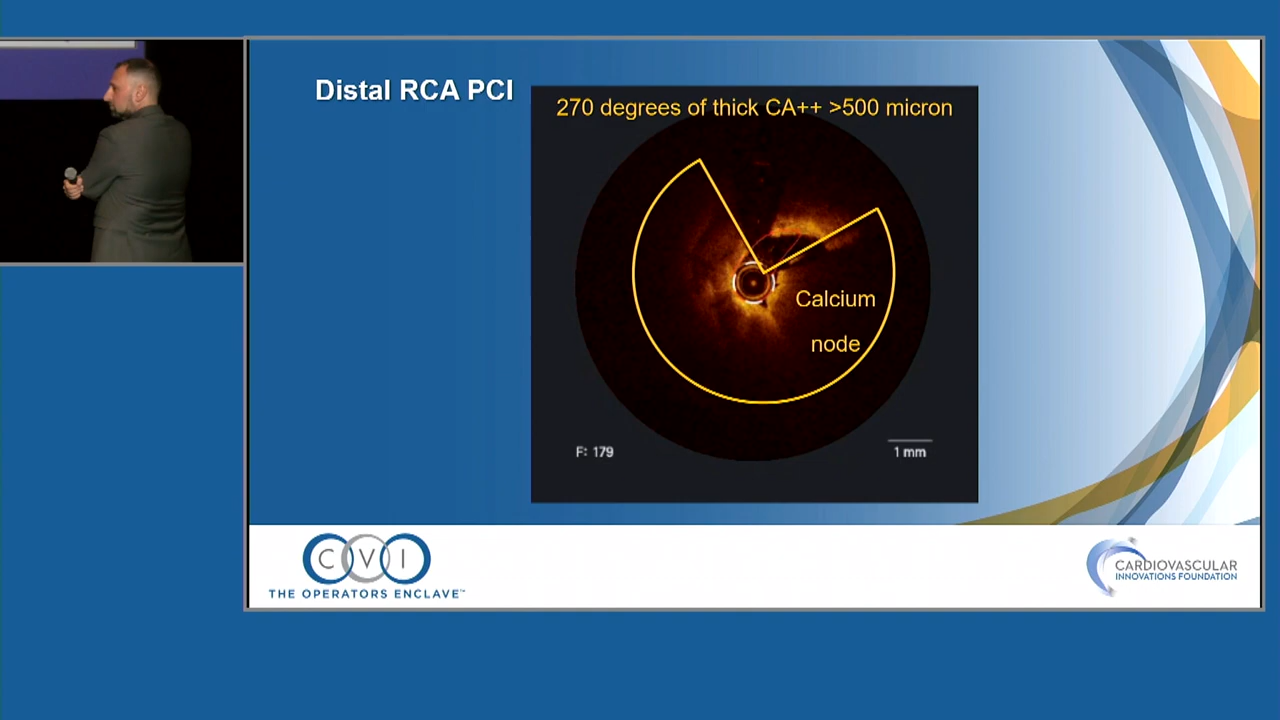 Distal RCA PCI
270 degrees of thick CA++ >500 micron
Calcium
node
F: 179
1 mm
CVI
THE OPERATORS ENCLAVE™
CARDIOVASCULAR
INNOVATIONS FOUNDATION